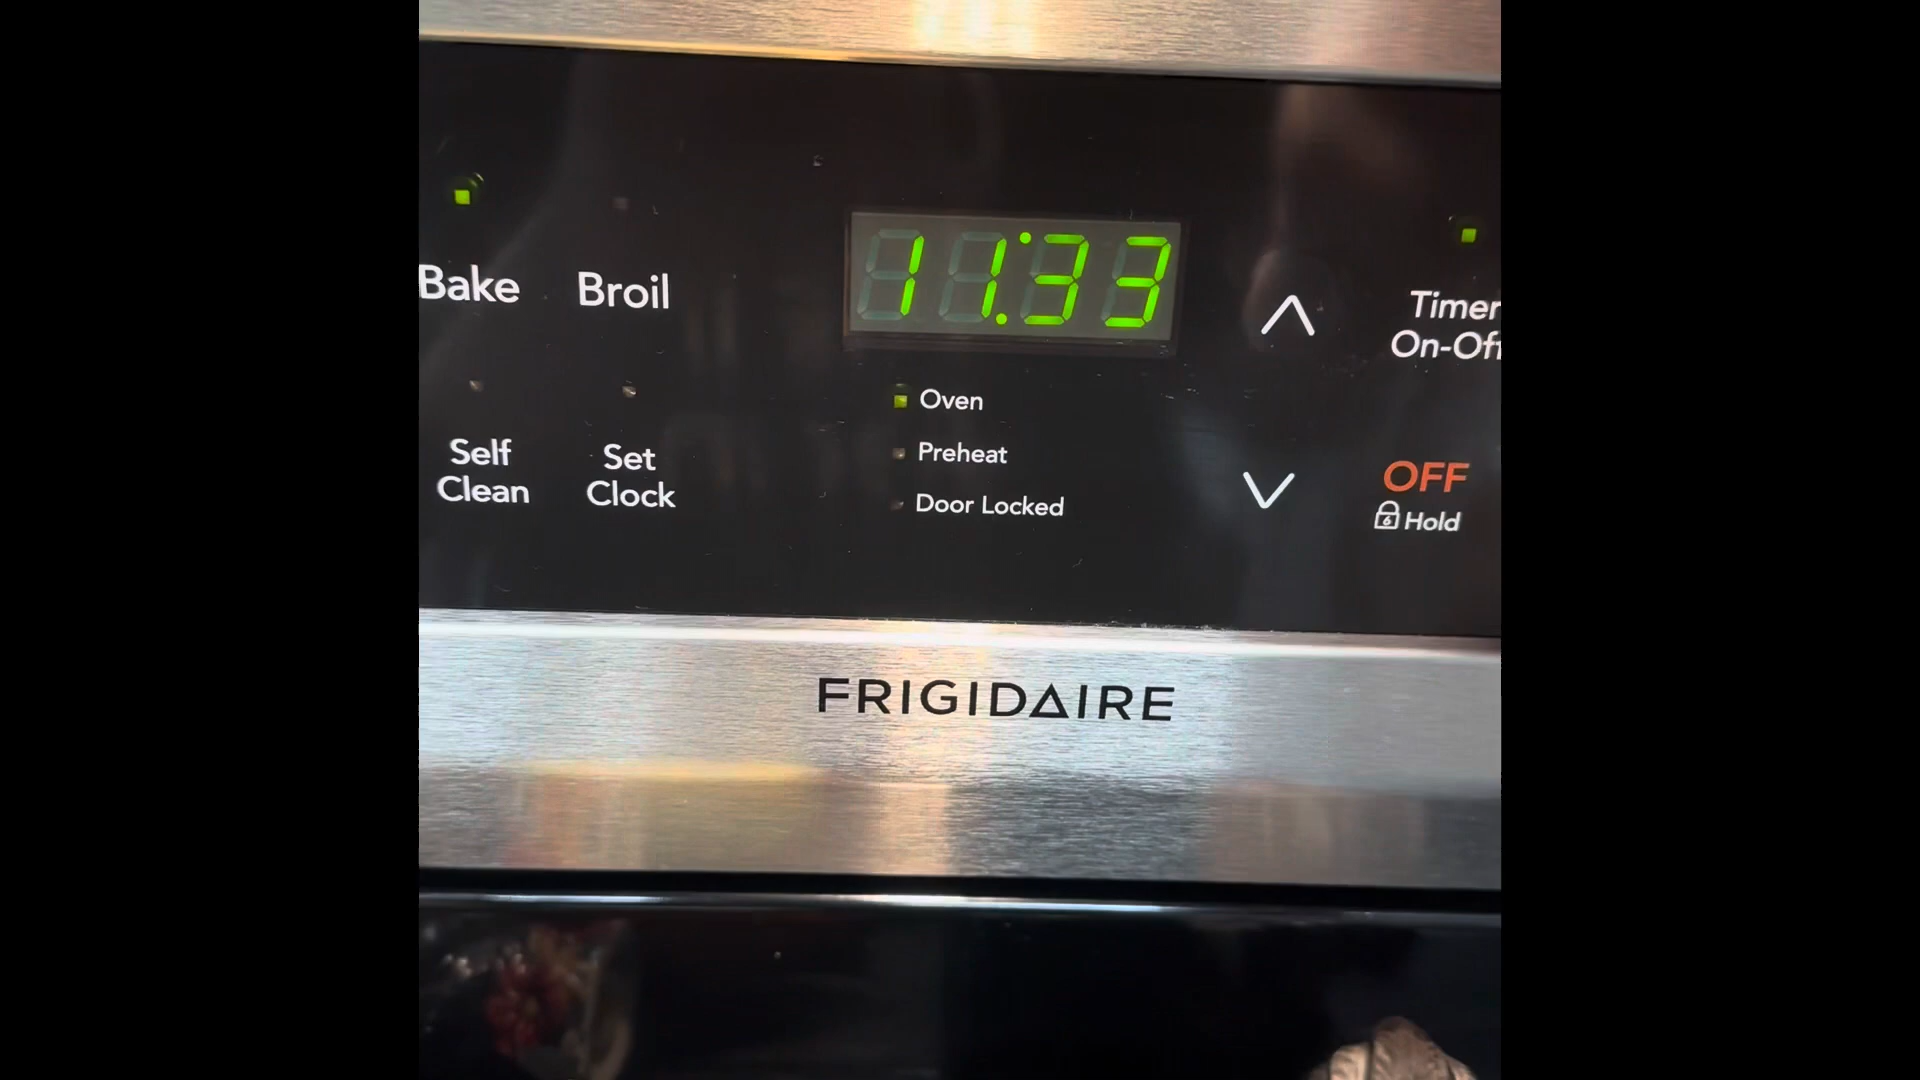 11:33
Bake
Broil
Timer
On-Off
Oven
Preheat
Door Locked
Self
Clean
Set
Clock
OFF
Hold
FRIGIDAIRE